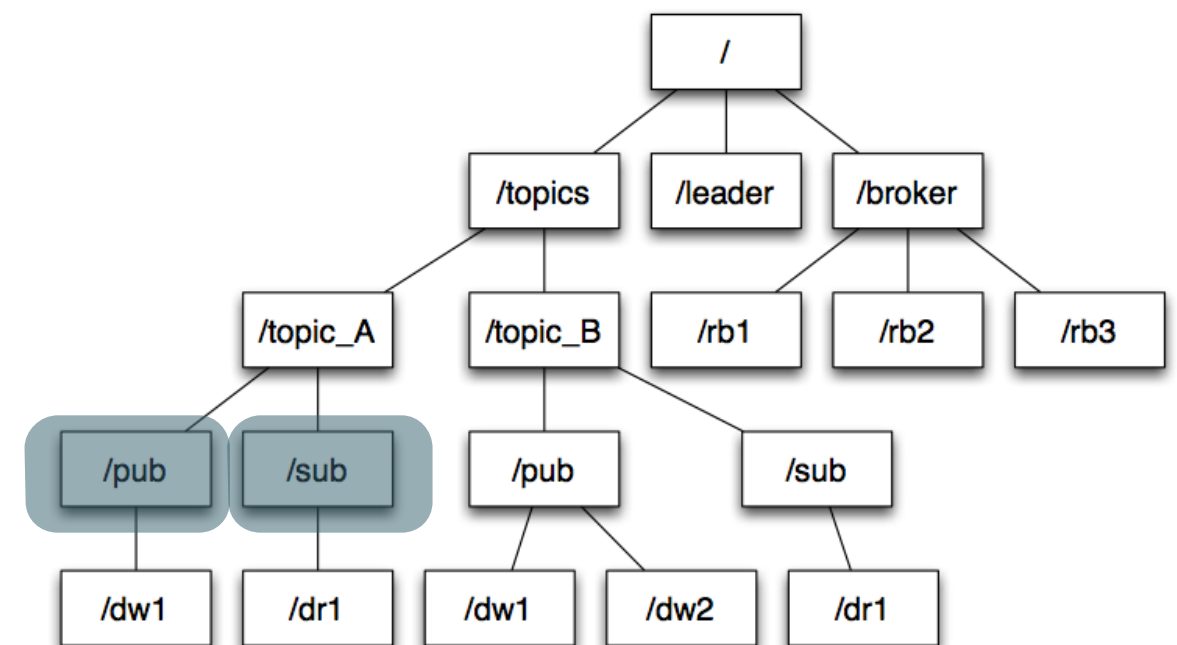 /
/topics /leader /broker
/topic_A /topic_B /rb1 /rb2 /rb3
/pub /sub /pub /sub
/dw1 /dr1 /dw1 /dw2 /dr1